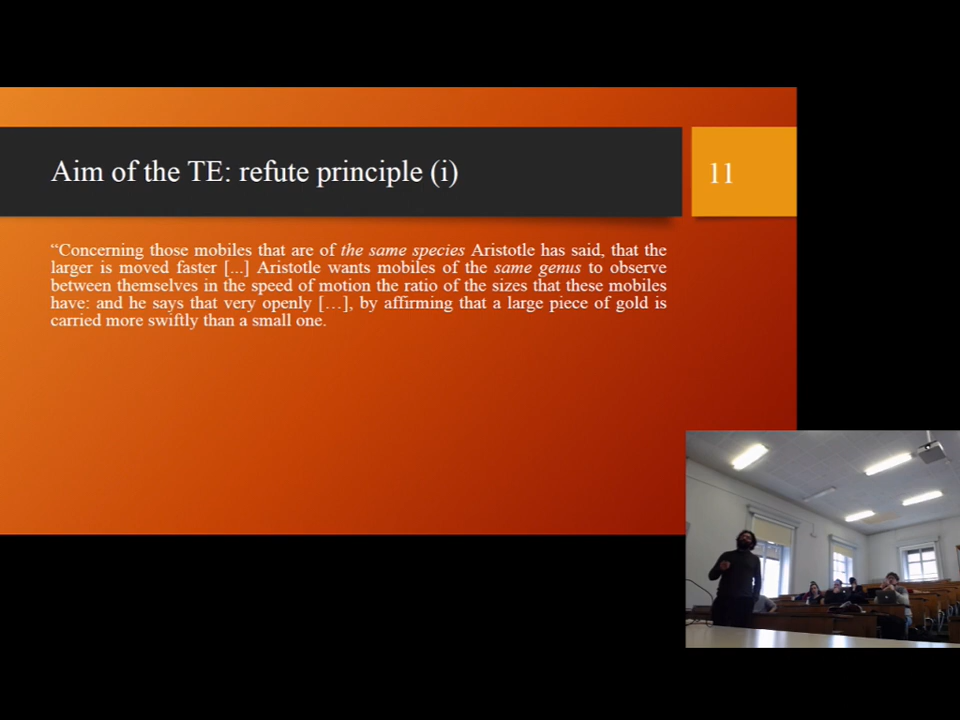 Aim of the TE: refute principle (i)
11
“Concerning those mobiles that are of the same species Aristotle has said, that the
larger is moved faster [...] Aristotle wants mobiles of the same genus to observe
between themselves in the speed of motion the ratio of the sizes that these mobiles
have: and he says that very openly […], by affirming that a large piece of gold is
carried more swiftly than a small one.